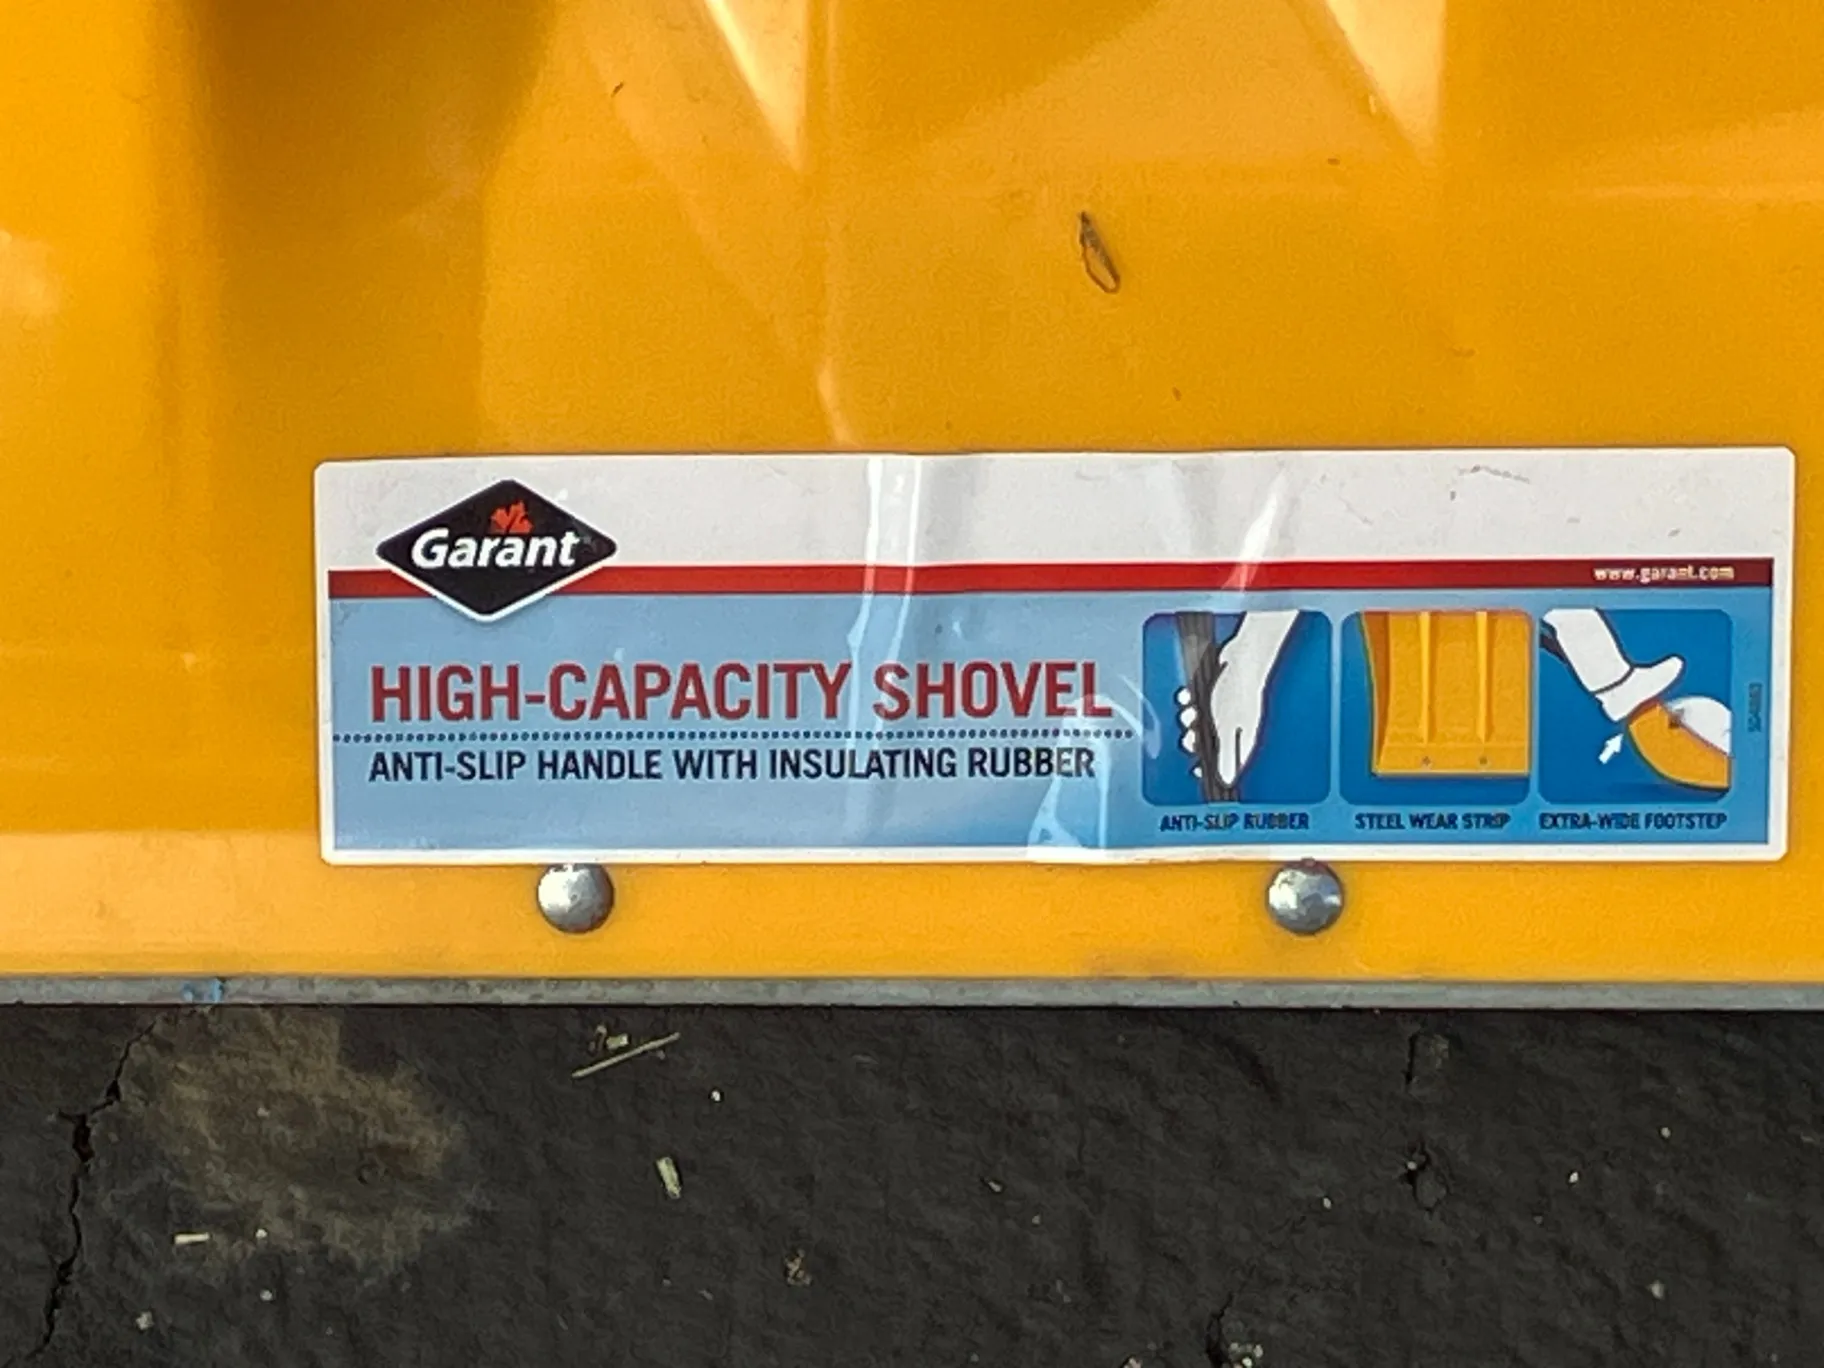 Garant
www.garant.com
HIGH-CAPACITY SHOVEL
ANTI-SLIP HANDLE WITH INSULATING RUBBER
ANTI-SLIP RUBBER
STEEL WEAR STRIP
EXTRA-WIDE FOOTSTEP